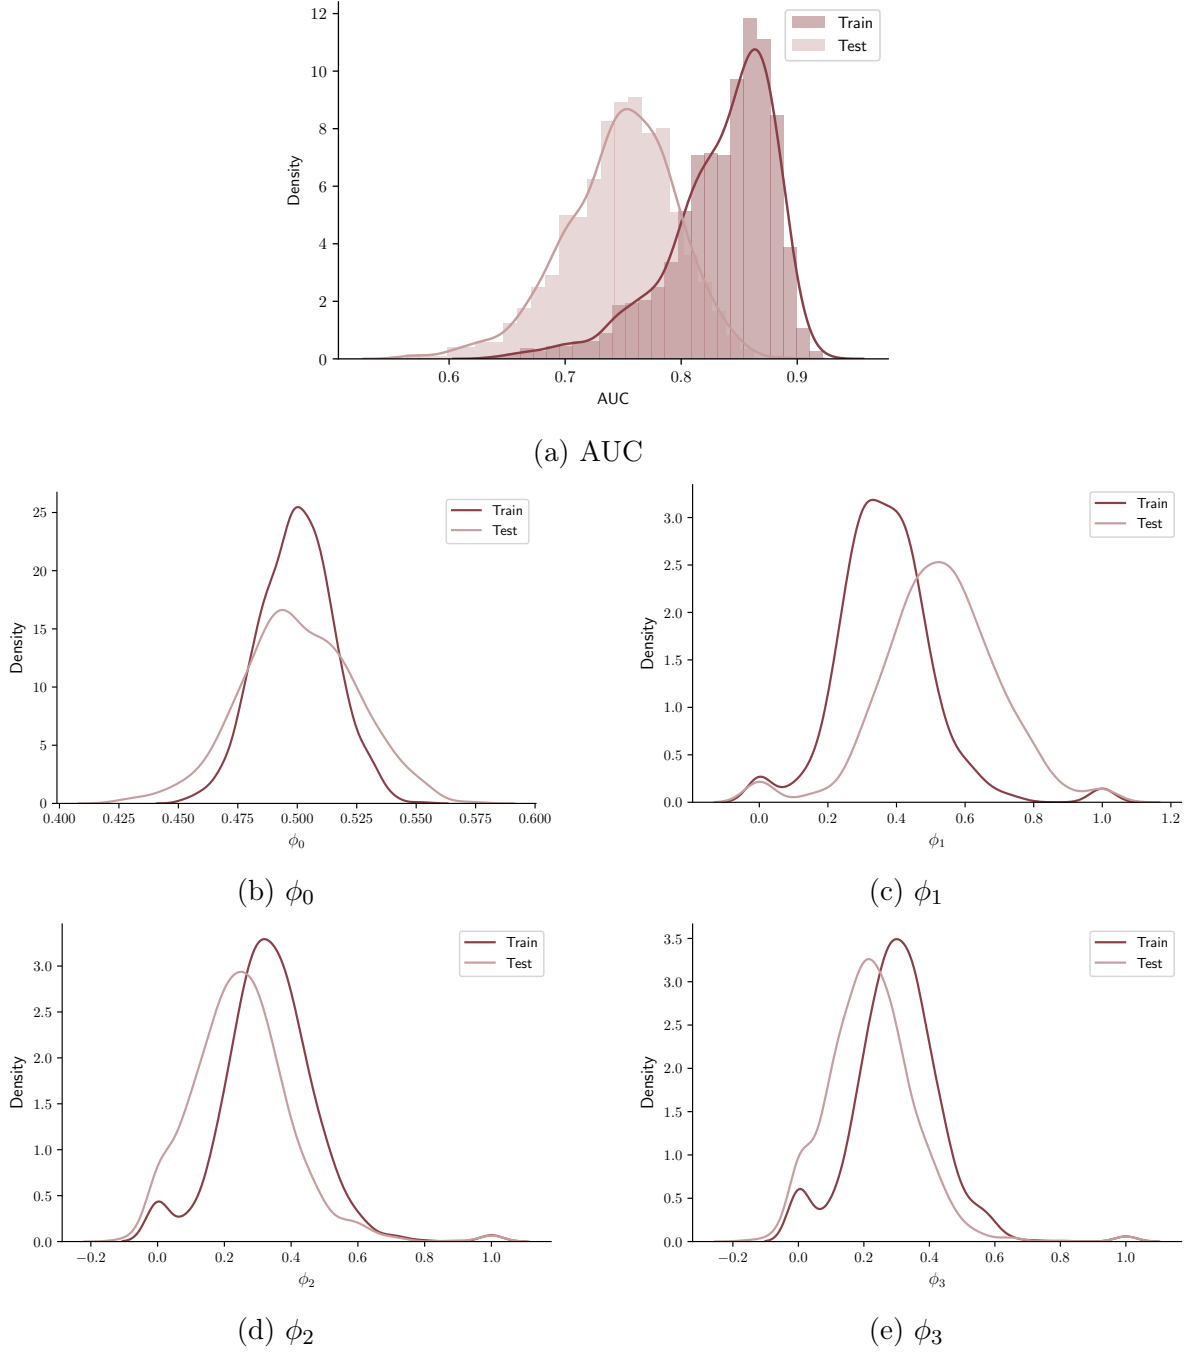 12
10
8
6
4
2
0
Density
Train
Test
0.6 0.7 0.8 0.9
AUC
(a) AUC
25
20
15
10
5
0
Density
Train
Test
0.400 0.425 0.450 0.475 0.500 0.525 0.550 0.575 0.600
ϕ0
(b) ϕ0
3.0
2.5
2.0
1.5
1.0
0.5
0.0
Density
Train
Test
0.0 0.2 0.4 0.6 0.8 1.0 1.2
ϕ1
(c) ϕ1
3.0
2.5
2.0
1.5
1.0
0.5
0.0
Density
Train
Test
−0.2 0.0 0.2 0.4 0.6 0.8 1.0
ϕ2
(d) ϕ2
3.5
3.0
2.5
2.0
1.5
1.0
0.5
0.0
Density
Train
Test
−0.2 0.0 0.2 0.4 0.6 0.8 1.0
ϕ3
(e) ϕ3